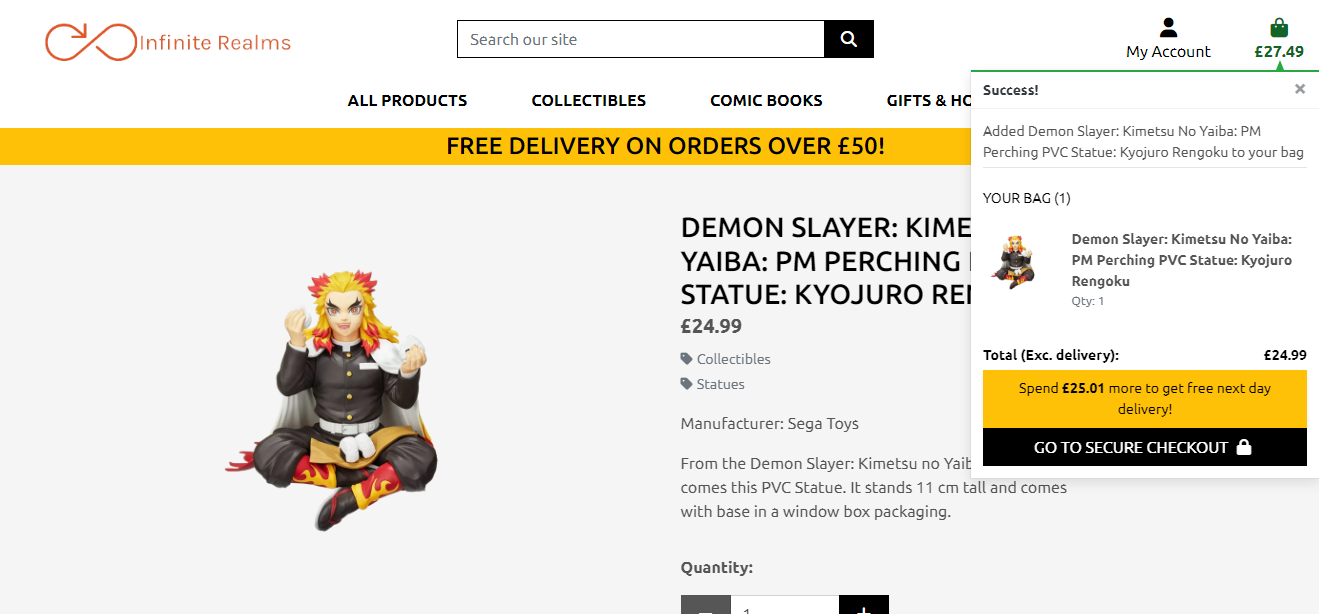 Infinite Realms
Search our site
My Account
£27.49
ALL PRODUCTS
COLLECTIBLES
COMIC BOOKS
GIFTS & HO
FREE DELIVERY ON ORDERS OVER £50!
Success!
×
Added Demon Slayer: Kimetsu No Yaiba: PM
Perching PVC Statue: Kyojuro Rengoku to your bag
YOUR BAG (1)
Demon Slayer: Kimetsu No Yaiba:
PM Perching PVC Statue: Kyojuro
Rengoku
Qty: 1
Total (Exc. delivery):
£24.99
Spend £25.01 more to get free next day
delivery!
GO TO SECURE CHECKOUT
DEMON SLAYER: KIME
YAIBA: PM PERCHING
STATUE: KYOJURO REN
£24.99
Collectibles
Statues
Manufacturer: Sega Toys
From the Demon Slayer: Kimetsu no Yaib
comes this PVC Statue. It stands 11 cm tall and comes
with base in a window box packaging.
Quantity:
1